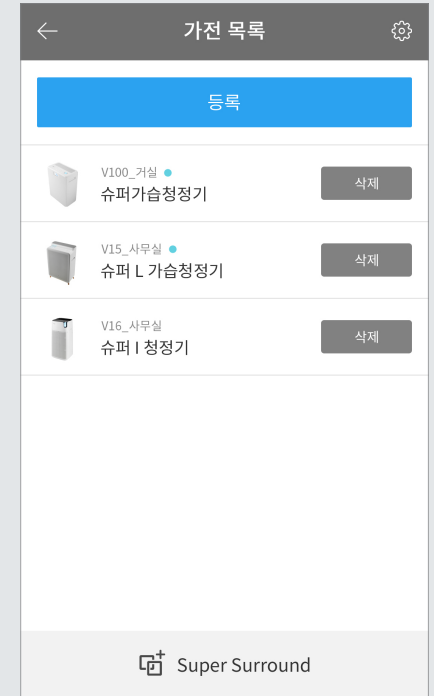 가전 목록
등록
V100_거실
슈퍼가습청정기
삭제
V15_사무실
슈퍼 L 가습청정기
삭제
V16_사무실
슈퍼 I 청정기
삭제
Super Surround